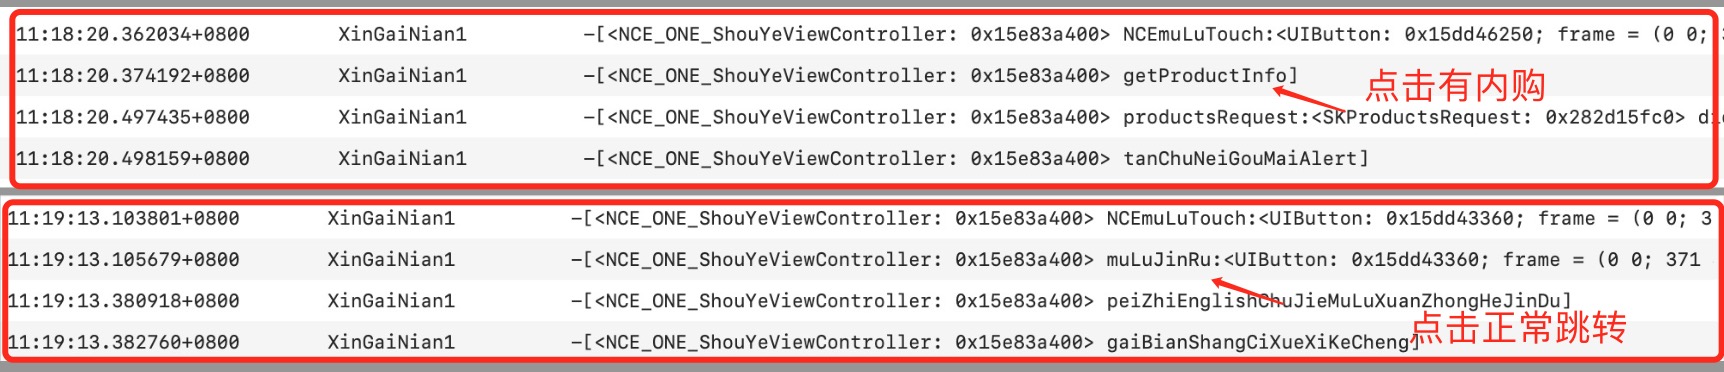 11:18:20.362034+0800 XinGaiNian1 -[<NCE_ONE_ShouYeViewController: 0x15e83a400> NCEmuLuTouch:<UIButton: 0x15dd46250; frame = (0 0;
11:18:20.374192+0800 XinGaiNian1 -[<NCE_ONE_ShouYeViewController: 0x15e83a400> getProductInfo]
点击有内购
11:18:20.497435+0800 XinGaiNian1 -[<NCE_ONE_ShouYeViewController: 0x15e83a400> productsRequest:<SKProductsRequest: 0x282d15fc0> di
11:18:20.498159+0800 XinGaiNian1 -[<NCE_ONE_ShouYeViewController: 0x15e83a400> tanChuNeiGouMaiAlert]
11:19:13.103801+0800 XinGaiNian1 -[<NCE_ONE_ShouYeViewController: 0x15e83a400> NCEmuLuTouch:<UIButton: 0x15dd43360; frame = (0 0; 3
11:19:13.105679+0800 XinGaiNian1 -[<NCE_ONE_ShouYeViewController: 0x15e83a400> muLuJinRu:<UIButton: 0x15dd43360; frame = (0 0; 371
11:19:13.380918+0800 XinGaiNian1 -[<NCE_ONE_ShouYeViewController: 0x15e83a400> peiZhiEnglishChuJieMuLuXuanZhongHeJinDu]
点击正常跳转
11:19:13.382760+0800 XinGaiNian1 -[<NCE_ONE_ShouYeViewController: 0x15e83a400> gaiBianShangCiXueXiKeCheng]